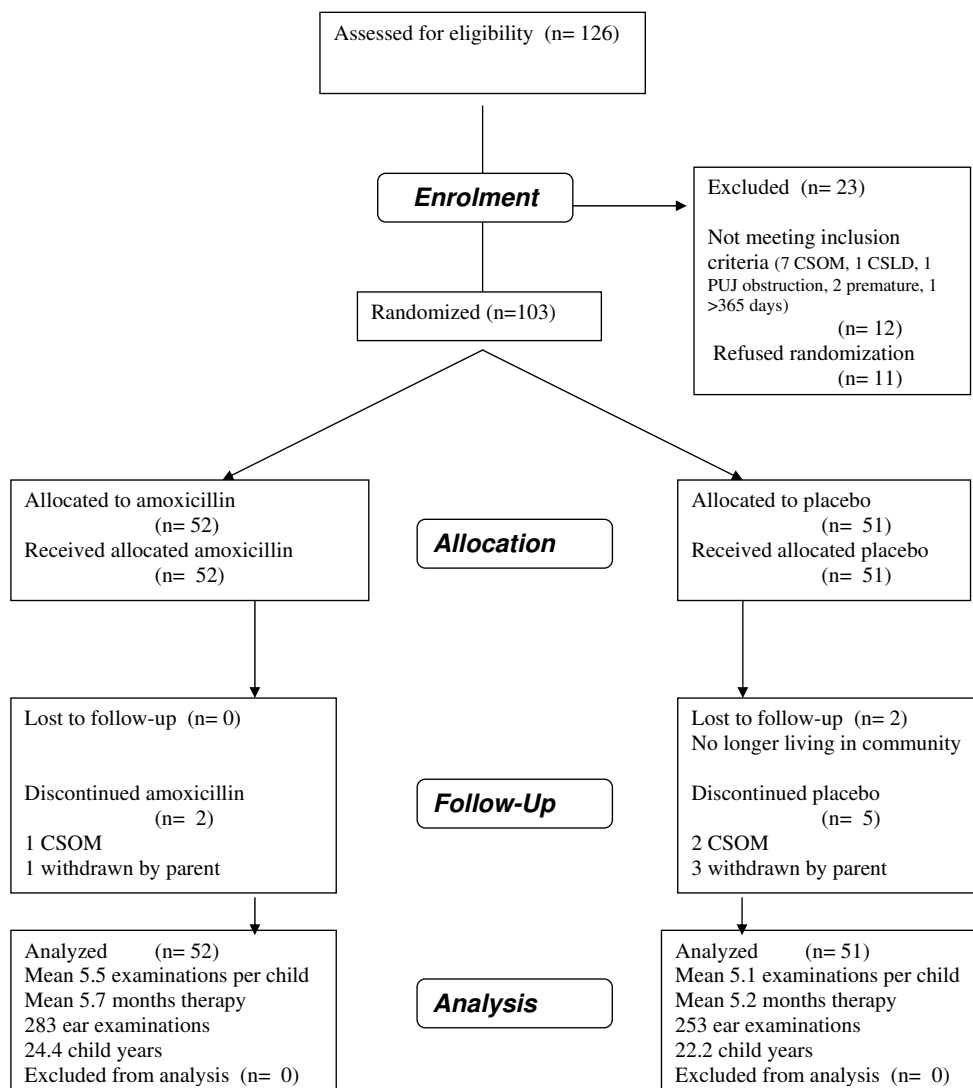 Assessed for eligibility (n= 126)
Enrolment
Excluded (n= 23)
Not meeting inclusion
criteria (7 CSOM, 1 CSLD, 1
PUJ obstruction, 2 premature, 1
>365 days)
(n= 12)
Refused randomization
(n= 11)
Randomized (n=103)
Allocated to amoxicillin
(n= 52)
Received allocated amoxicillin
(n= 52)
Allocation
Allocated to placebo
(n= 51)
Received allocated placebo
(n= 51)
Lost to follow-up (n= 0)
Discontinued amoxicillin
(n= 2)
1 CSOM
1 withdrawn by parent
Follow-Up
Lost to follow-up (n= 2)
No longer living in community
Discontinued placebo
(n= 5)
2 CSOM
3 withdrawn by parent
Analyzed (n= 52)
Mean 5.5 examinations per child
Mean 5.7 months therapy
283 ear examinations
24.4 child years
Excluded from analysis (n= 0)
Analysis
Analyzed (n= 51)
Mean 5.1 examinations per child
Mean 5.2 months therapy
253 ear examinations
22.2 child years
Excluded from analysis (n= 0)